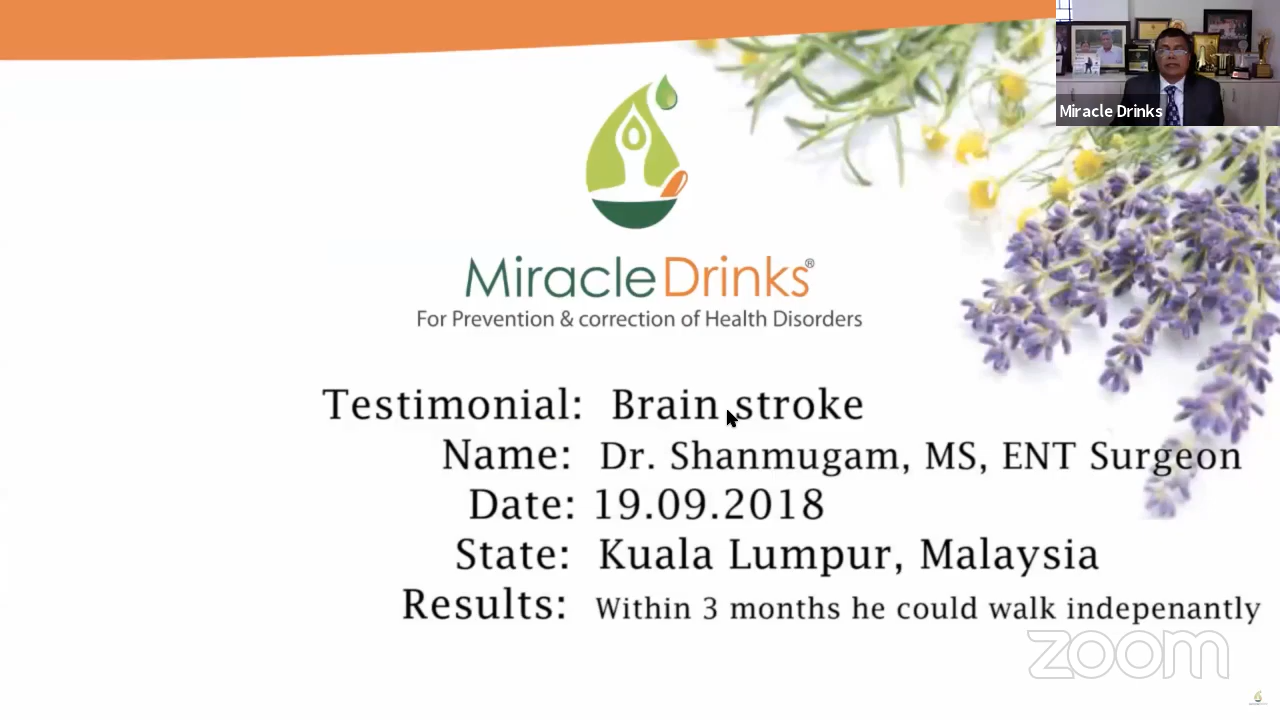 Miracle Drinks
MiracleDrinks®
For Prevention & correction of Health Disorders
Testimonial: Brain stroke
Name: Dr. Shanmugam, MS, ENT Surgeon
Date: 19.09.2018
State: Kuala Lumpur, Malaysia
Results: Within 3 months he could walk indepenantly
zoom